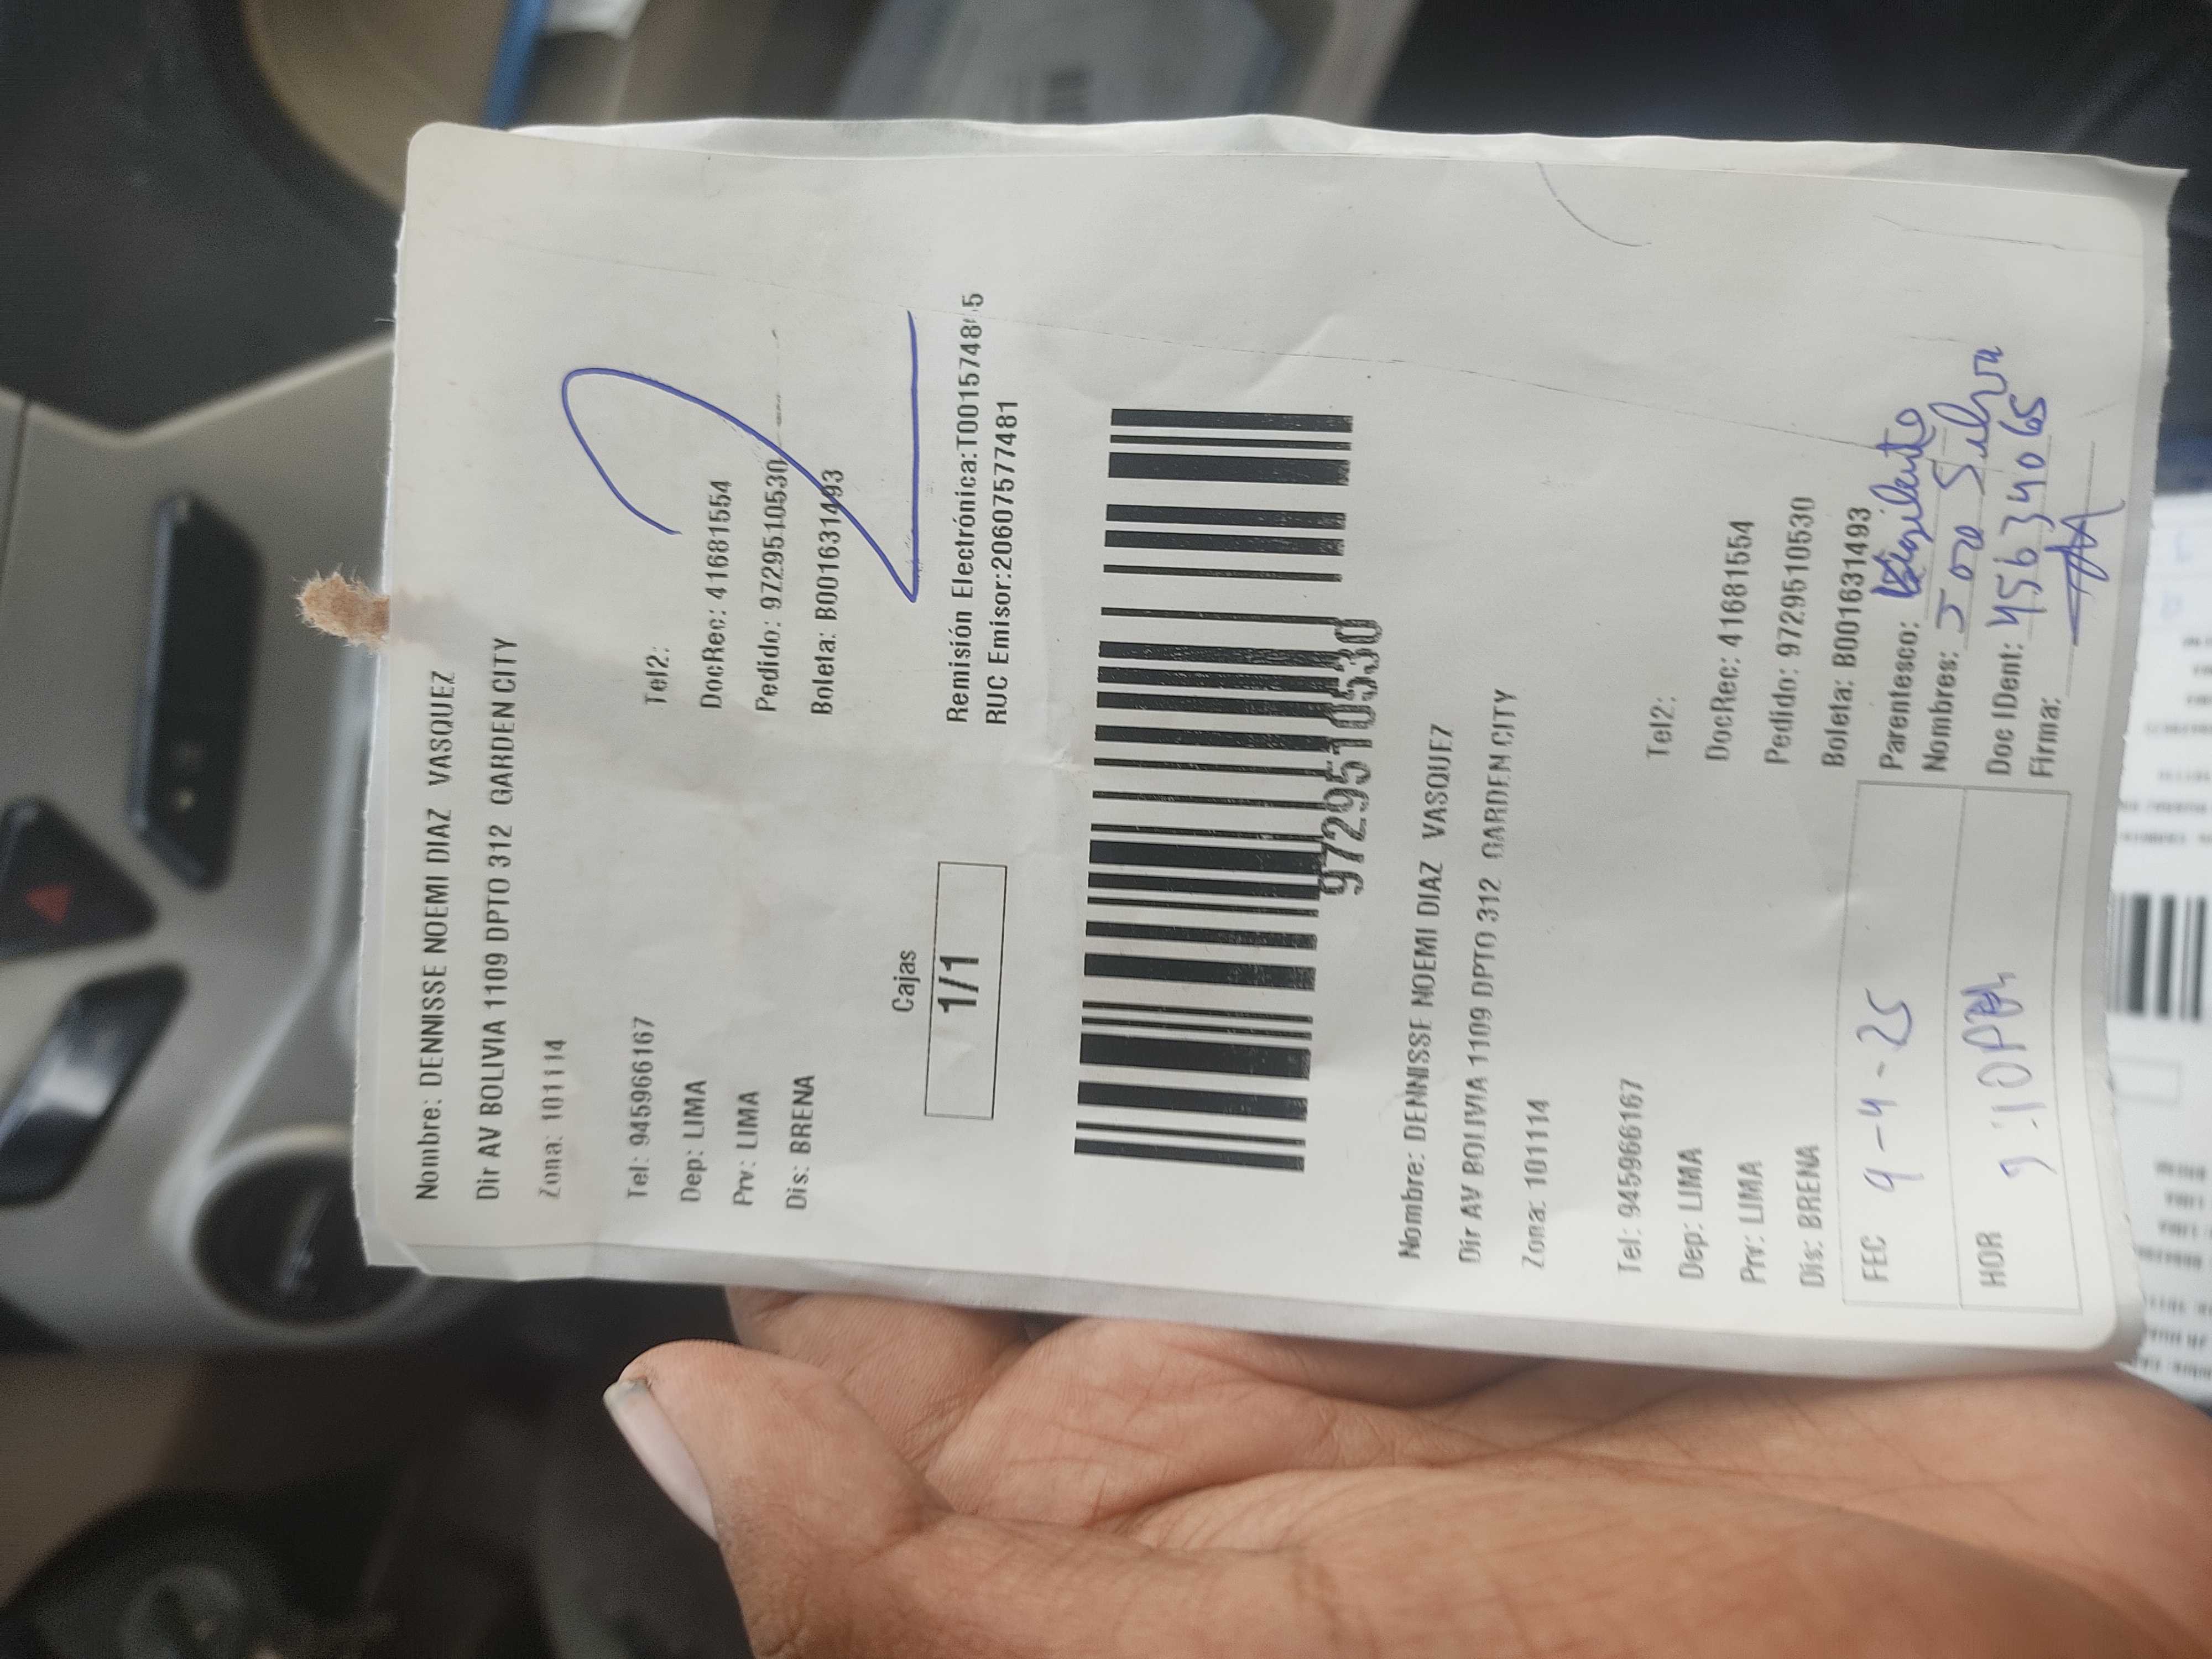 Nombre: DENNISSE NOEMI DIAZ VASQUEZ
Dir AV BOLIVIA 1109 DPTO 312 GARDEN CITY
Zona: 101114
Tel: 945966167 Tel2:
Dep: LIMA DocRec: 41681554
Prv: LIMA Pedido: 9729510530
Dis: BRENA Boleta: B001631493
2
Cajas
1/1
Remisión Electrónica:T0015748
RUC Emisor:20607577481
9729510530
Nombre: DENNISSE NOEMI DIAZ VASQUEZ
Dir AV BOLIVIA 1109 DPTO 312 GARDEN CITY
Zona: 101114
Tel: 945966167 Tel2:
Dep: LIMA DocRec: 41681554
Prv: LIMA Pedido: 9729510530
Dis: BRENA Boleta: B001631493
FEC 9-4-25
Parentesco: Vigilante
HOR
Nombres: Silva
Doc IDent: 45634065
Firma: